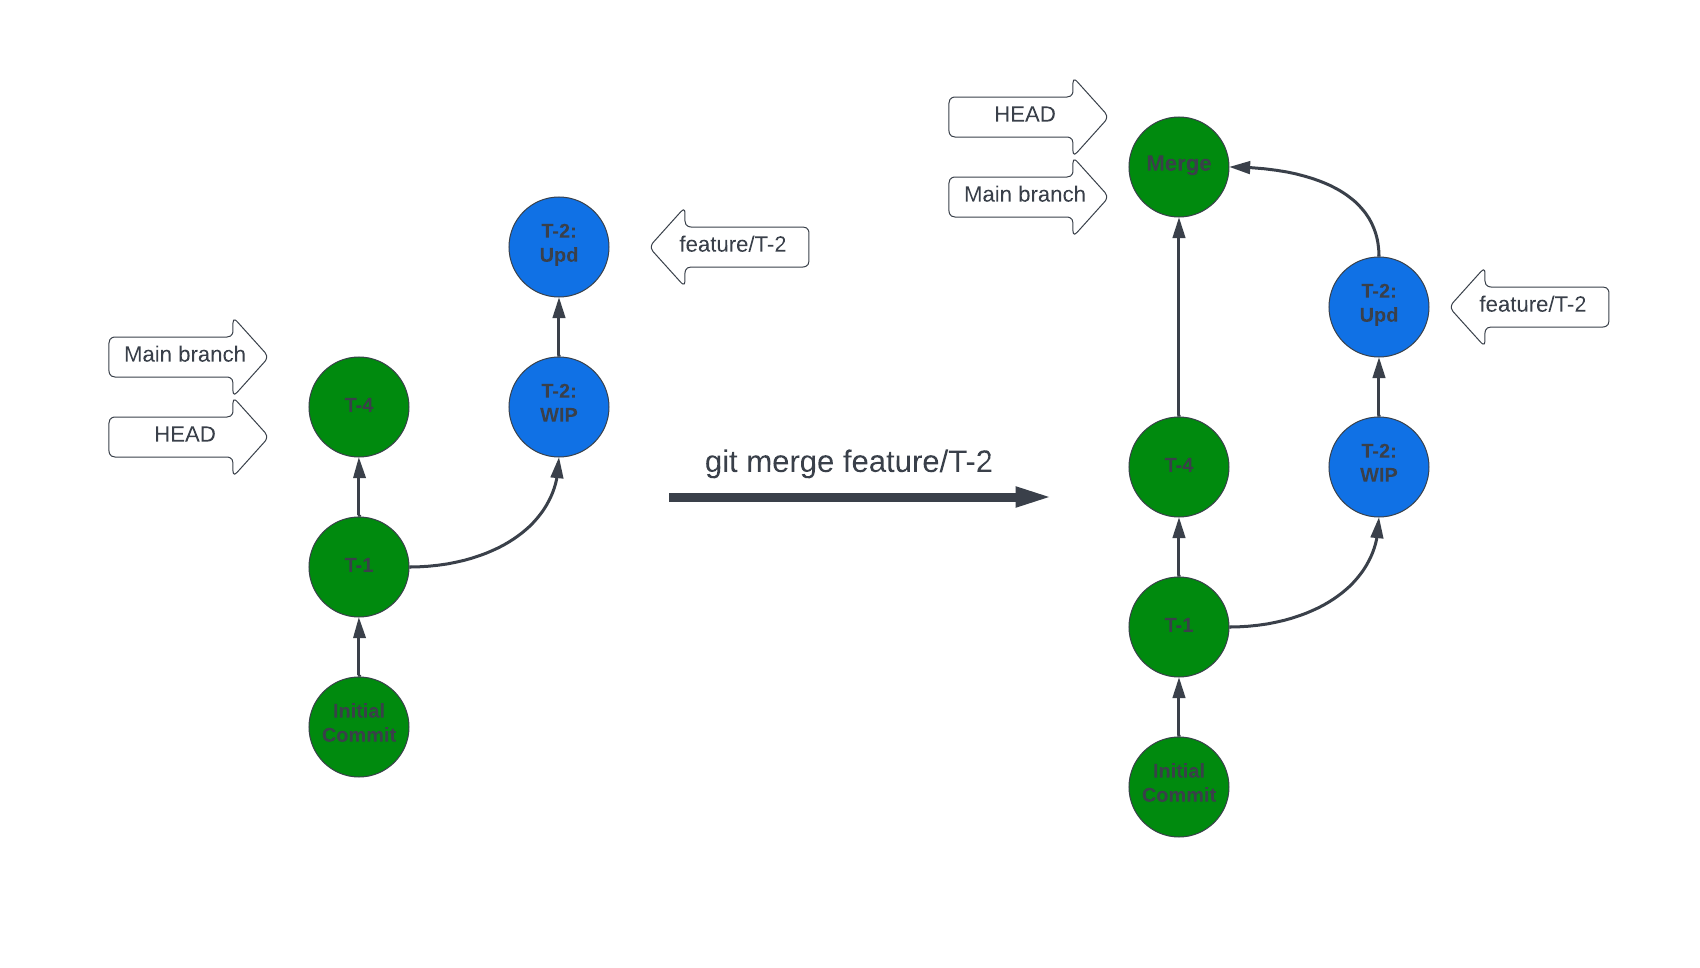 T-2:
Upd
feature/T-2
Main branch
HEAD
T-4
T-2:
WIP
T-1
Initial
Commit
git merge feature/T-2
HEAD
Main branch
Merge
T-2:
Upd
feature/T-2
T-4
T-2:
WIP
T-1
Initial
Commit